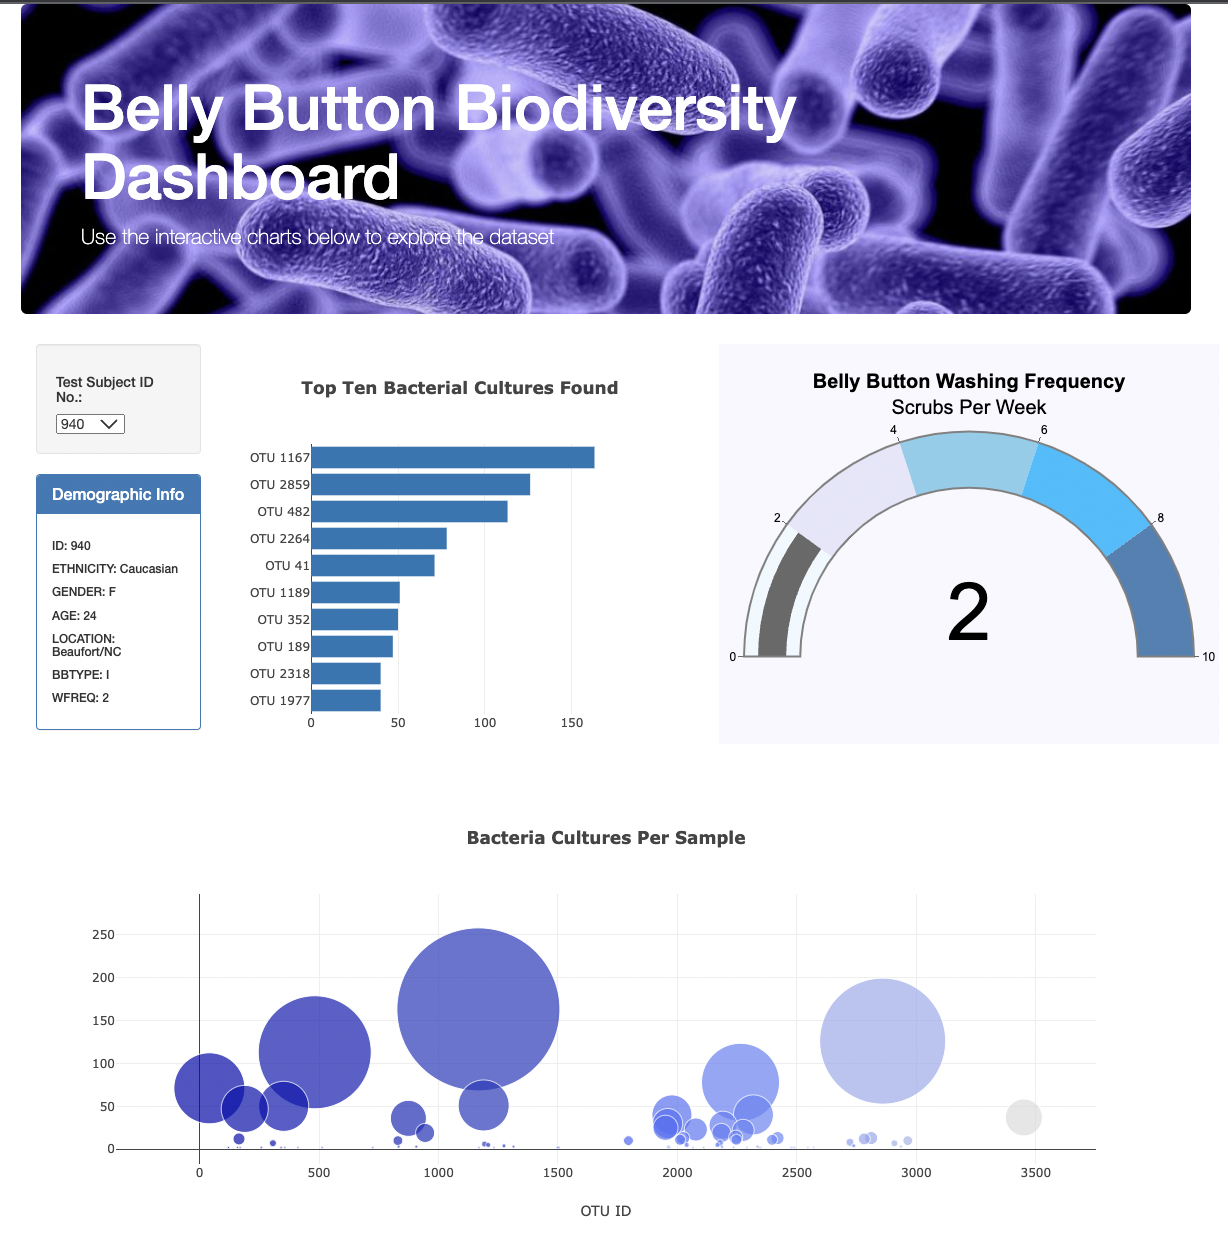 Belly Button Biodiversity
Dashboard
Use the interactive charts below to explore the dataset
Test Subject ID
No.:
940
Demographic Info
ID: 940
ETHNICITY: Caucasian
GENDER: F
AGE: 24
LOCATION:
Beaufort/NC
BBTYPE: I
WFREQ: 2
Top Ten Bacterial Cultures Found
OTU 1167
OTU 2859
OTU 482
OTU 2264
OTU 41
OTU 1189
OTU 352
OTU 189
OTU 2318
OTU 1977
0 50 100 150
Belly Button Washing Frequency
Scrubs Per Week
0 2 4 6 8 10
2
Bacteria Cultures Per Sample
250
200
150
100
50
0
0 500 1000 1500 2000 2500 3000 3500
OTU ID